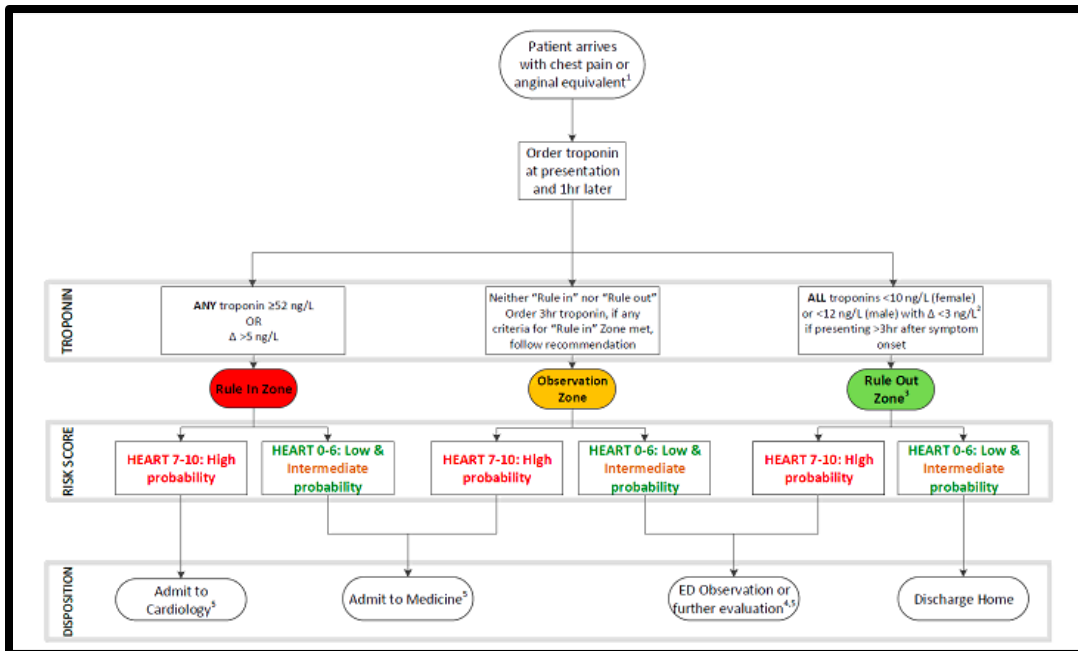 Patient arrives
with chest pain or
anginal equivalent1
Order troponin
at presentation
and 1hr later
TROPONIN
ANY troponin ≥52 ng/L
OR
Δ >5 ng/L
Neither “Rule in” nor “Rule out”
Order 3hr troponin, if any
criteria for “Rule in” Zone met,
follow recommendation
ALL troponins <10 ng/L (female)
or <12 ng/L (male) with Δ <3 ng/L2
if presenting >3hr after symptom
onset
Rule In Zone
Observation
Zone
Rule Out
Zone3
RISK SCORE
HEART 7-10: High
probability
HEART 0-6: Low &
Intermediate
probability
HEART 7-10: High
probability
HEART 0-6: Low &
Intermediate
probability
HEART 7-10: High
probability
HEART 0-6: Low &
Intermediate
probability
DISPOSITION
Admit to
Cardiology5
Admit to Medicine5
ED Observation or
further evaluation4,5
Discharge Home